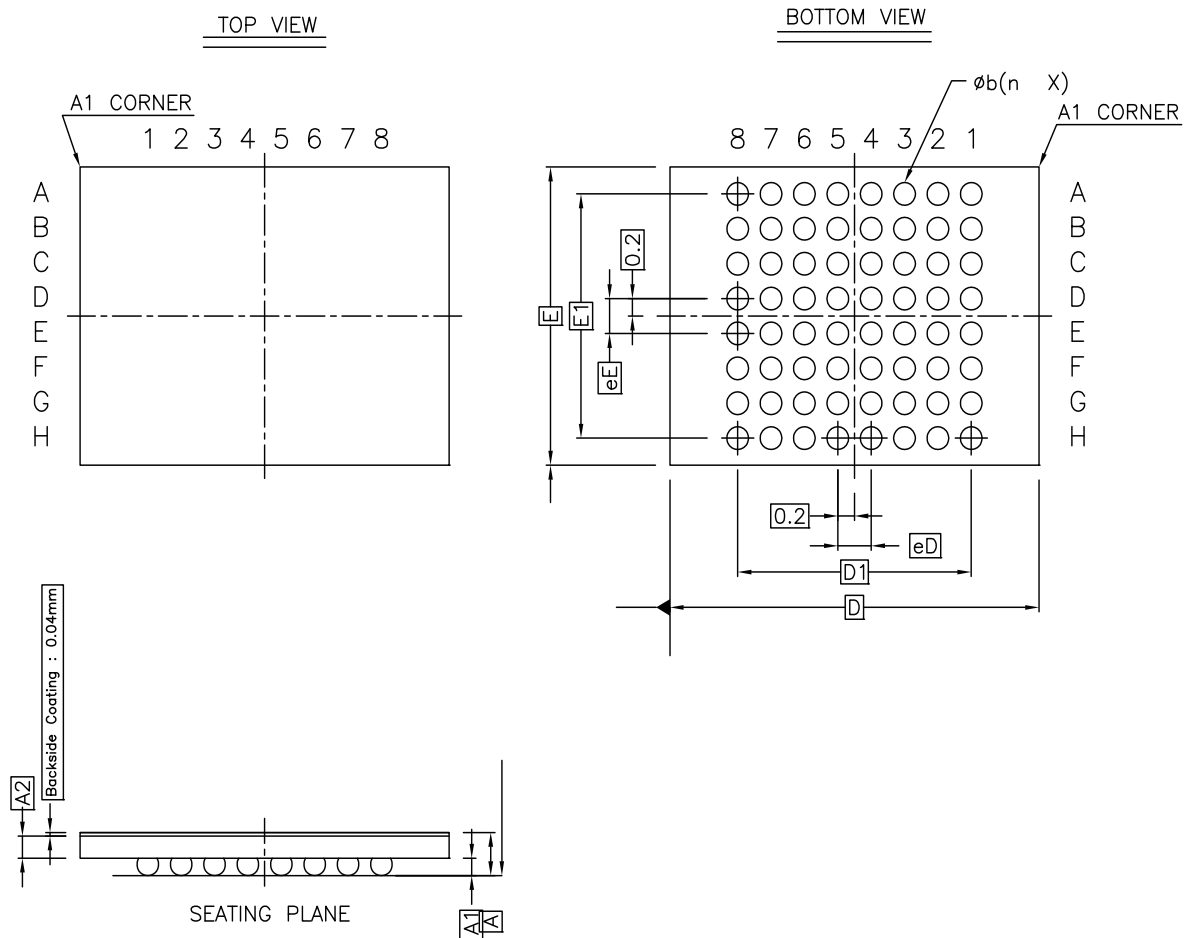 TOP VIEW
BOTTOM VIEW
A1 CORNER
1 2 3 4 5 6 7 8
A
B
C
D
E
F
G
H
øb(n X)
A1 CORNER
8 7 6 5 4 3 2 1
A
B
C
D
E
F
G
H
0.2
E
E1
eE
0.2
eD
D1
D
Backside Coating : 0.04mm
A2
A1
A
SEATING PLANE